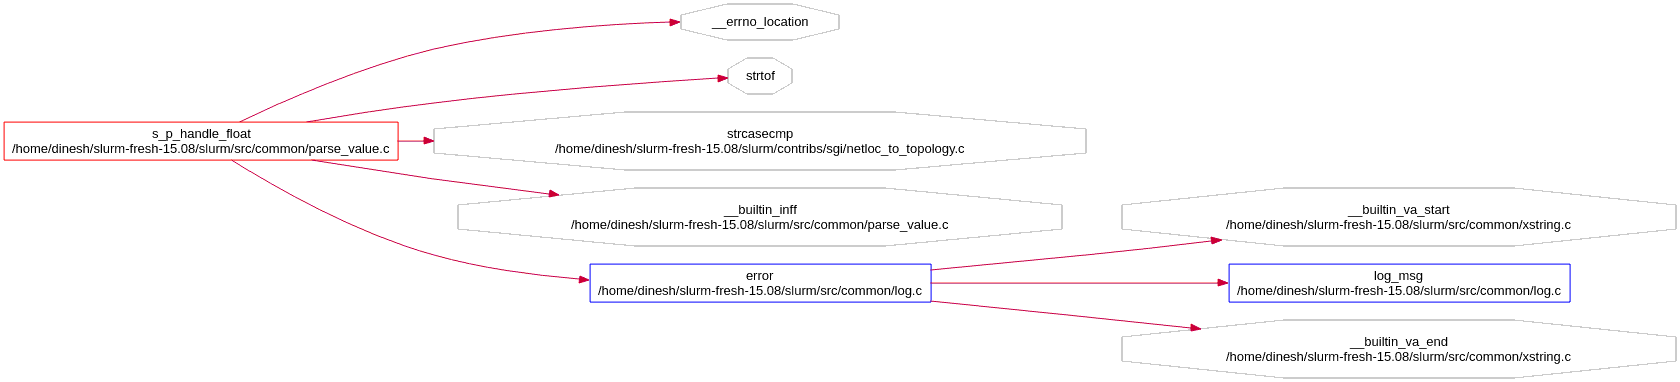 __errno_location
strtof
s_p_handle_float
/home/dinesh/slurm-fresh-15.08/slurm/src/common/parse_value.c
strcasecmp
/home/dinesh/slurm-fresh-15.08/slurm/contribs/sgi/netloc_to_topology.c
__builtin_inff
/home/dinesh/slurm-fresh-15.08/slurm/src/common/parse_value.c
error
/home/dinesh/slurm-fresh-15.08/slurm/src/common/log.c
__builtin_va_start
/home/dinesh/slurm-fresh-15.08/slurm/src/common/xstring.c
log_msg
/home/dinesh/slurm-fresh-15.08/slurm/src/common/log.c
__builtin_va_end
/home/dinesh/slurm-fresh-15.08/slurm/src/common/xstring.c